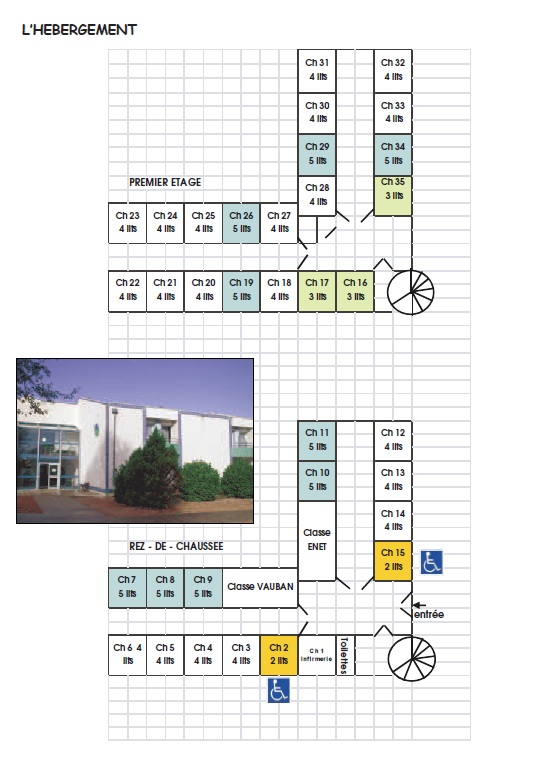 L'HEBERGEMENT
Ch 31
4 lits
Ch 32
4 lits
Ch 30
4 lits
Ch 33
4 lits
Ch 29
5 lits
Ch 34
5 lits
PREMIER ETAGE
Ch 28
4 lits
Ch 35
3 lits
Ch 23
4 lits
Ch 24
4 lits
Ch 25
4 lits
Ch 26
5 lits
Ch 27
4 lits
Ch 22
4 lits
Ch 21
4 lits
Ch 20
4 lits
Ch 19
5 lits
Ch 18
4 lits
Ch 17
3 lits
Ch 16
3 lits
Ch 11
5 lits
Ch 12
4 lits
Ch 10
5 lits
Ch 13
4 lits
Classe
ENET
Ch 14
4 lits
Ch 15
2 lits
REZ - DE - CHAUSSEE
Ch 7
5 lits
Ch 8
5 lits
Ch 9
5 lits
Classe VAUBAN
entrée
Ch 6 4
lits
Ch 5
4 lits
Ch 4
4 lits
Ch 3
4 lits
Ch 2
2 lits
Ch 1
Infirmerie
Toilettes